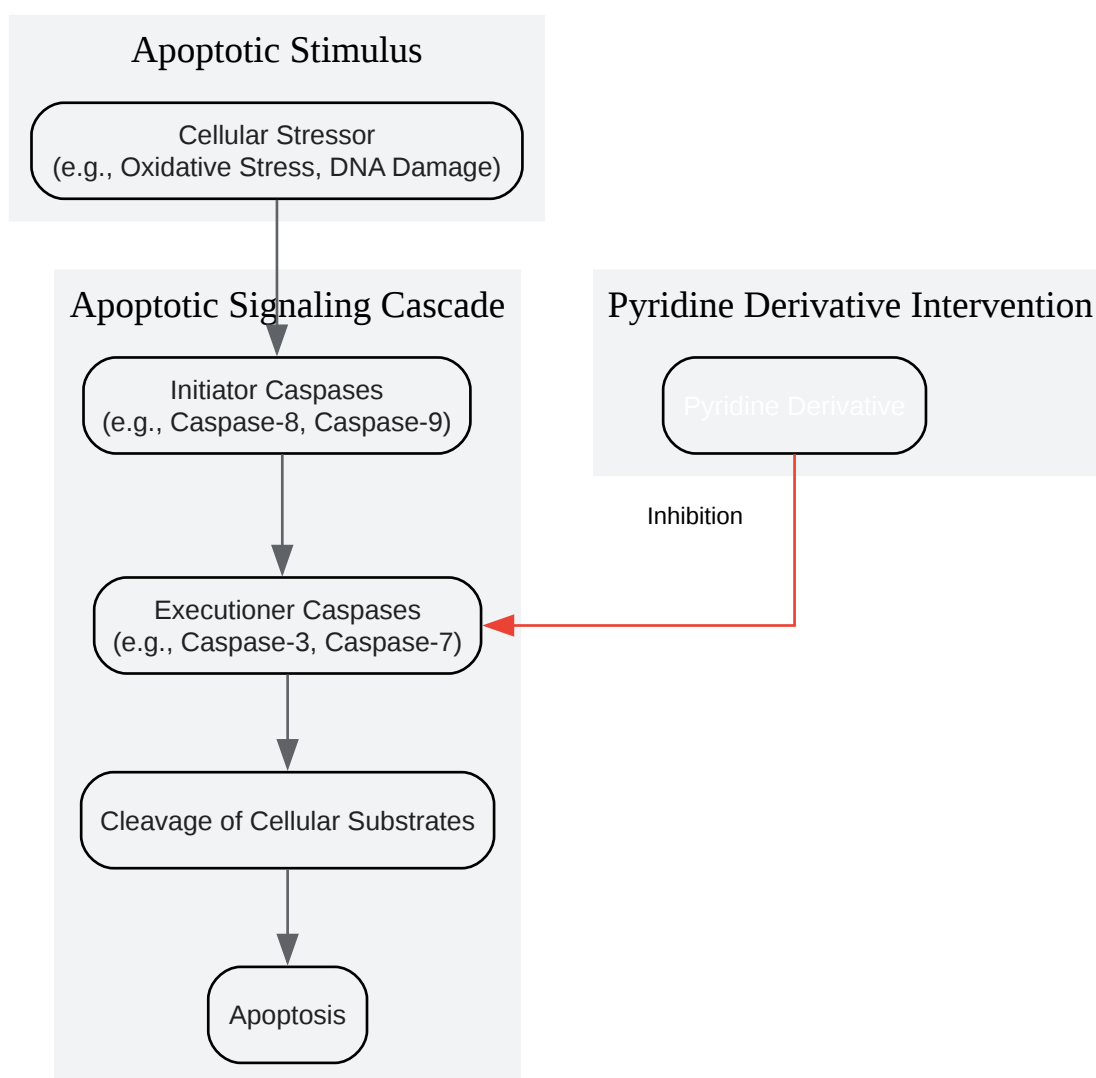 Apoptotic Stimulus
Cellular Stressor
(e.g., Oxidative Stress, DNA Damage)
Apoptotic Signaling Cascade
Pyridine Derivative Intervention
Initiator Caspases
(e.g., Caspase-8, Caspase-9)
Pyridine Derivative
Inhibition
Executioner Caspases
(e.g., Caspase-3, Caspase-7)
Cleavage of Cellular Substrates
Apoptosis